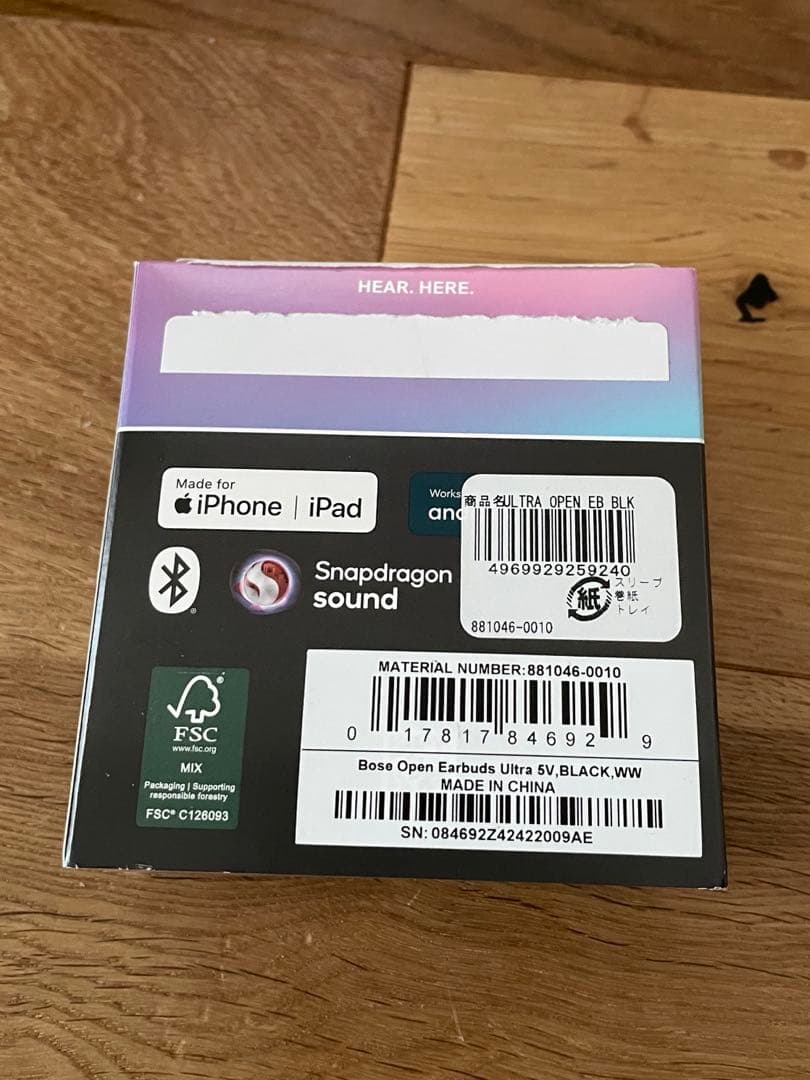 HEAR. HERE.
Made for
iPhone | iPad
Works
and
商品名ULTRA OPEN EB BLK
4969929259240
紙
スリーブ
巻紙
トレイ
881046-0010
Snapdragon
sound
FSC
www.fsc.org
MIX
Packaging | Supporting
responsible forestry
FSC® C126093
MATERIAL NUMBER:881046-0010
0 17817 84692 9
Bose Open Earbuds Ultra 5V,BLACK,WW
MADE IN CHINA
SN: 084692Z42422009AE